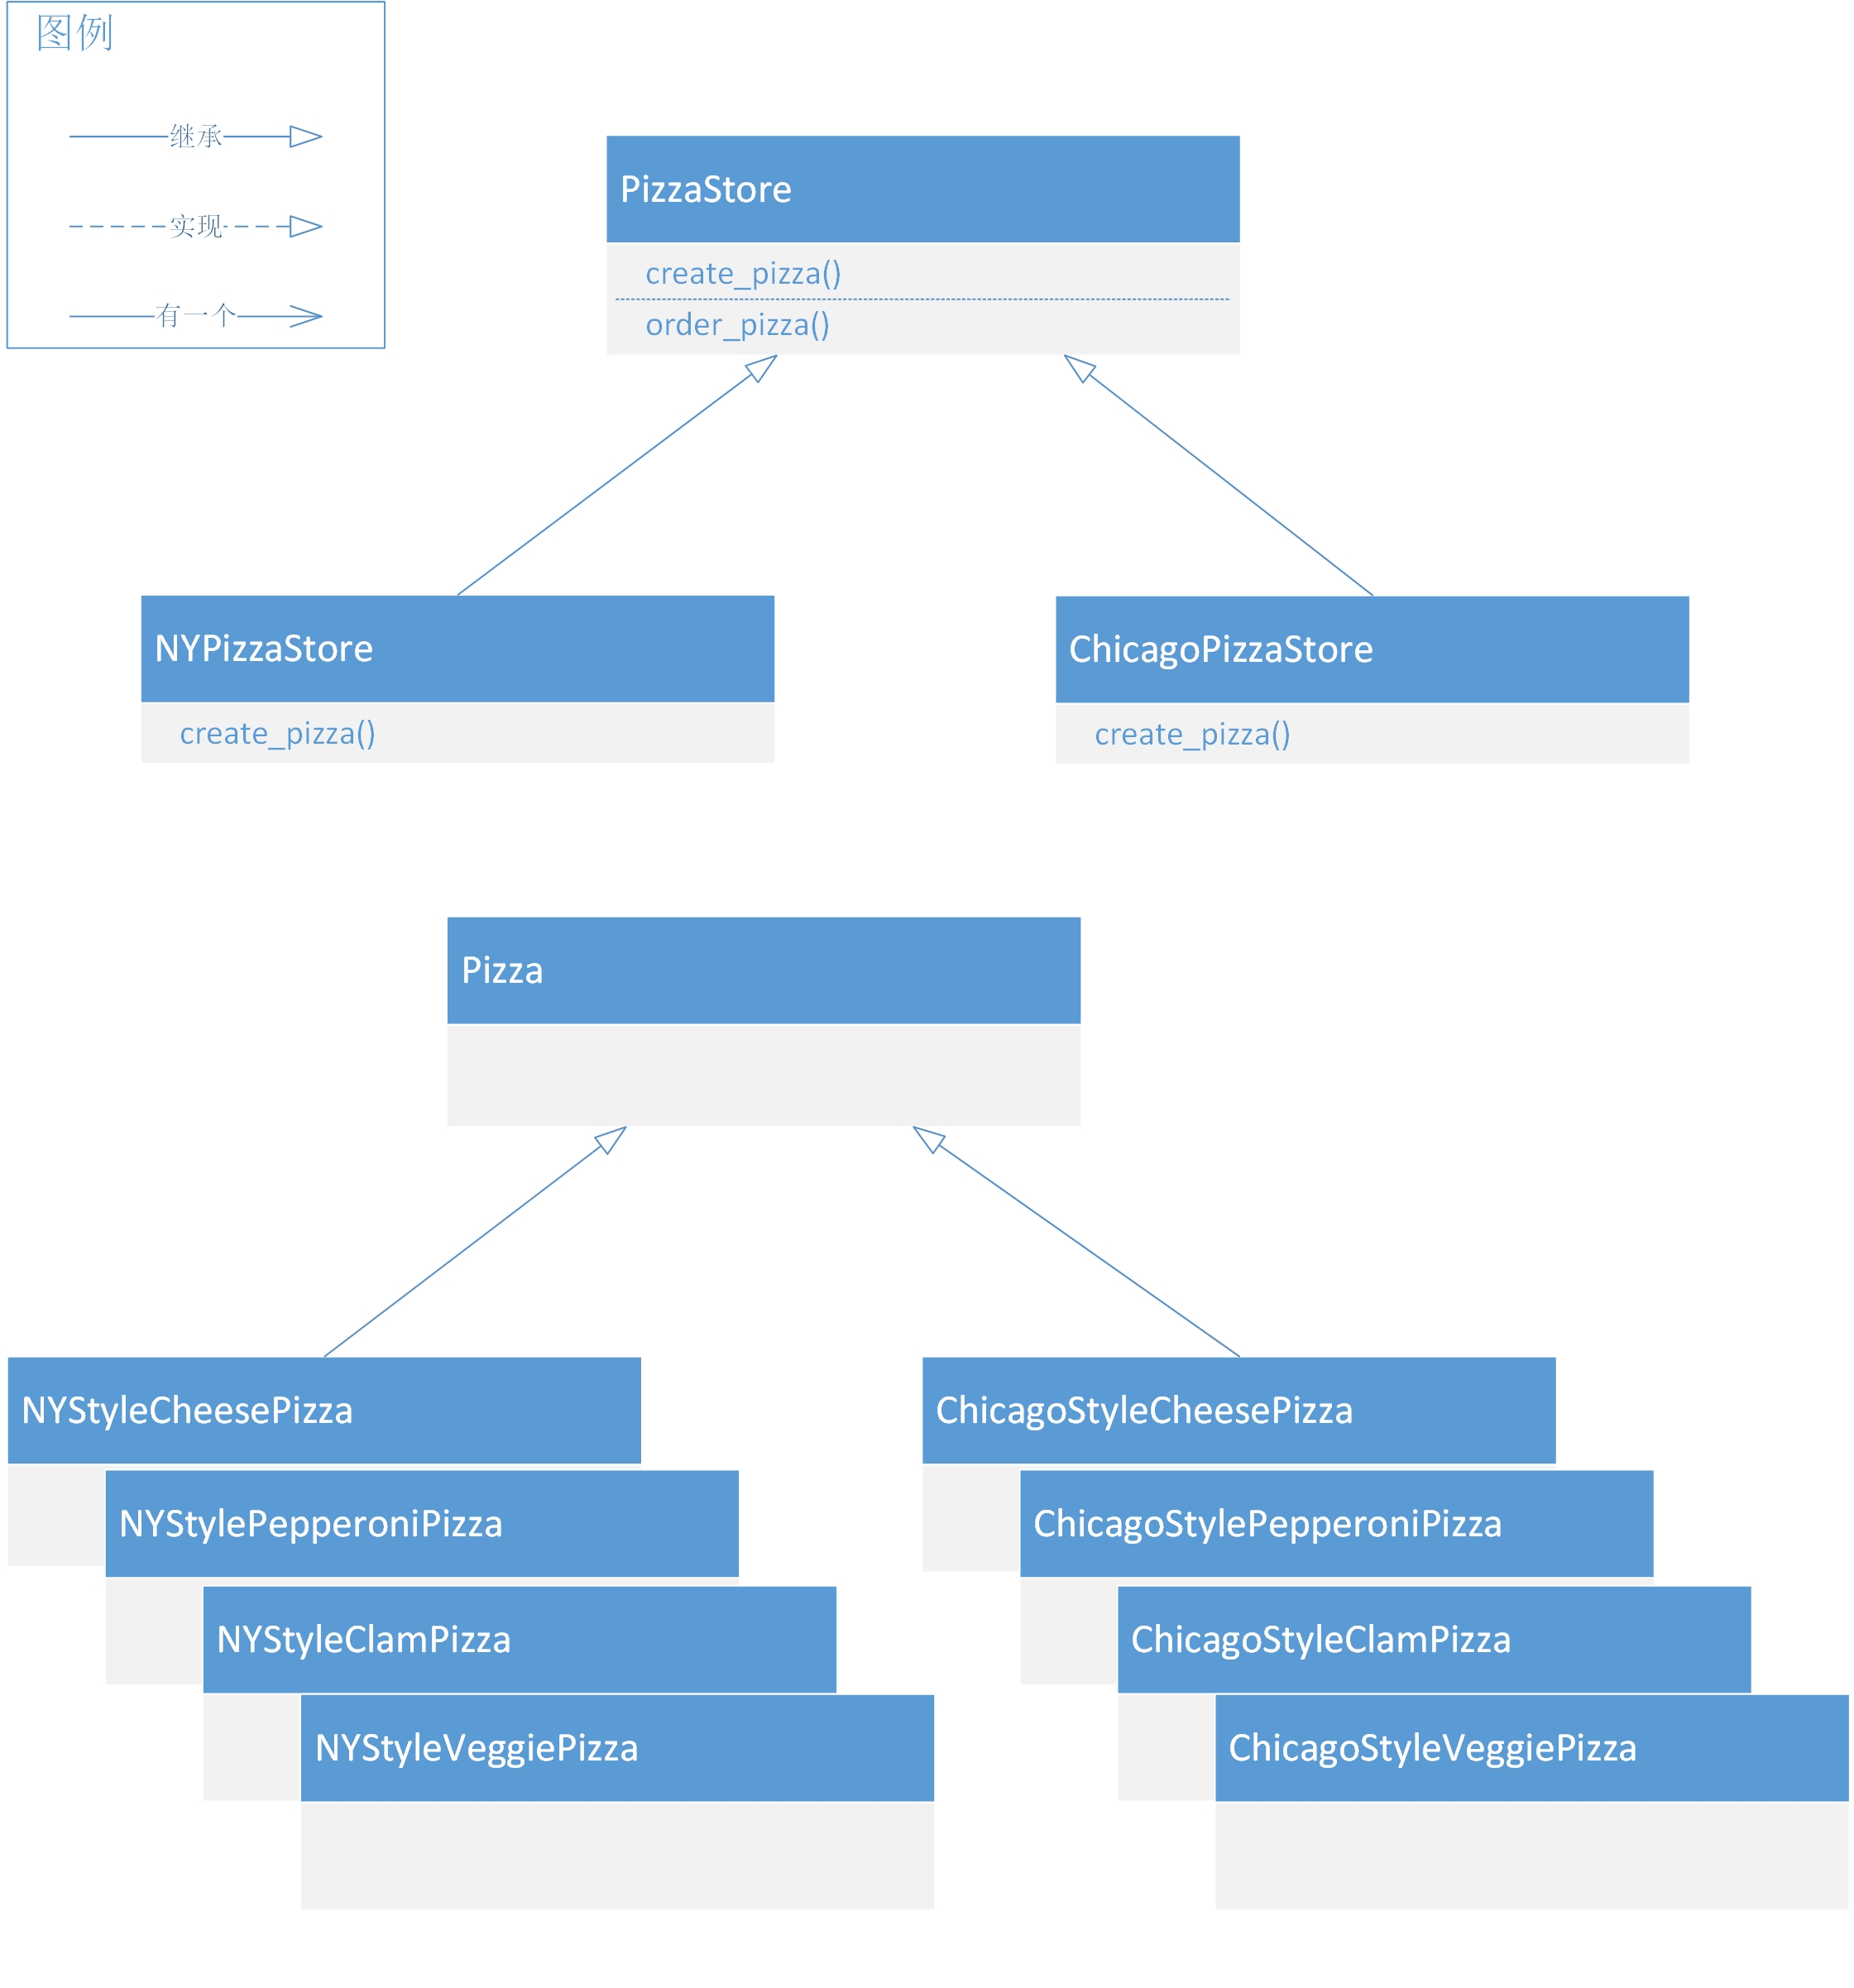 图例
继承
实现
有一个
PizzaStore
create_pizza()
order_pizza()
NYPizzaStore
create_pizza()
ChicagoPizzaStore
create_pizza()
Pizza
NYStyleCheesePizza
NYStylePepperoniPizza
NYStyleClamPizza
NYStyleVeggiePizza
ChicagoStyleCheesePizza
ChicagoStylePepperoniPizza
ChicagoStyleClamPizza
ChicagoStyleVeggiePizza